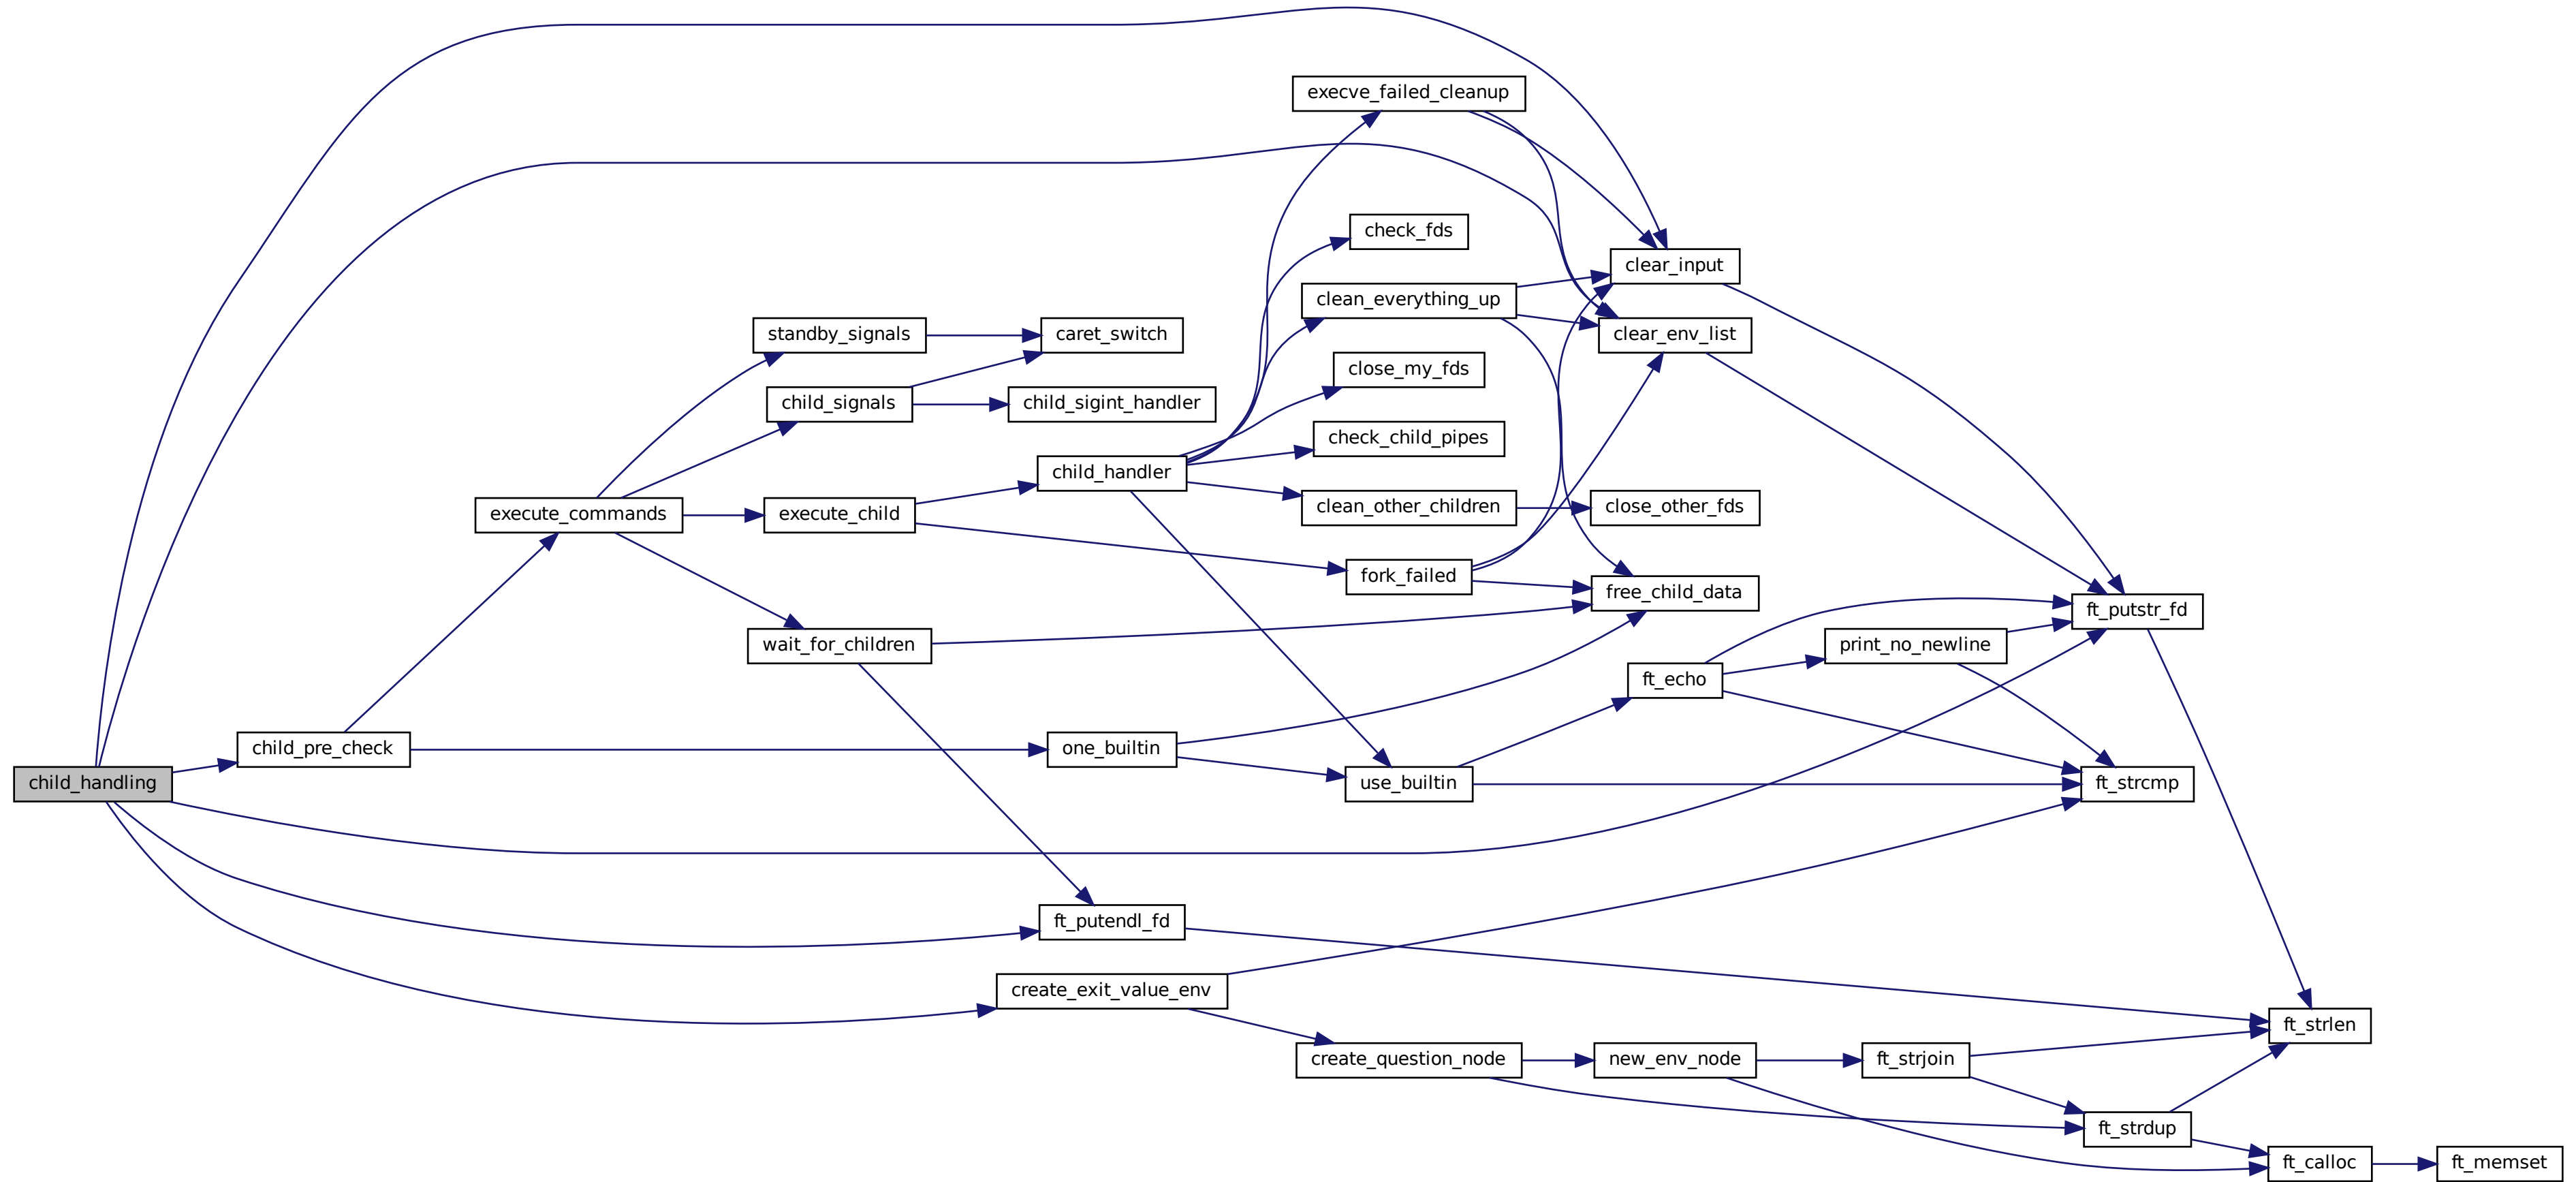 execve_failed_cleanup
check_fds
clear_input
clean_everything_up
standby_signals
caret_switch
clear_env_list
close_my_fds
child_signals
child_sigint_handler
check_child_pipes
child_handler
execute_commands
execute_child
clean_other_children
close_other_fds
fork_failed
free_child_data
ft_putstr_fd
wait_for_children
print_no_newline
ft_echo
child_pre_check
one_builtin
child_handling
use_builtin
ft_strcmp
ft_putendl_fd
create_exit_value_env
ft_strlen
create_question_node
new_env_node
ft_strjoin
ft_strdup
ft_calloc
ft_memset